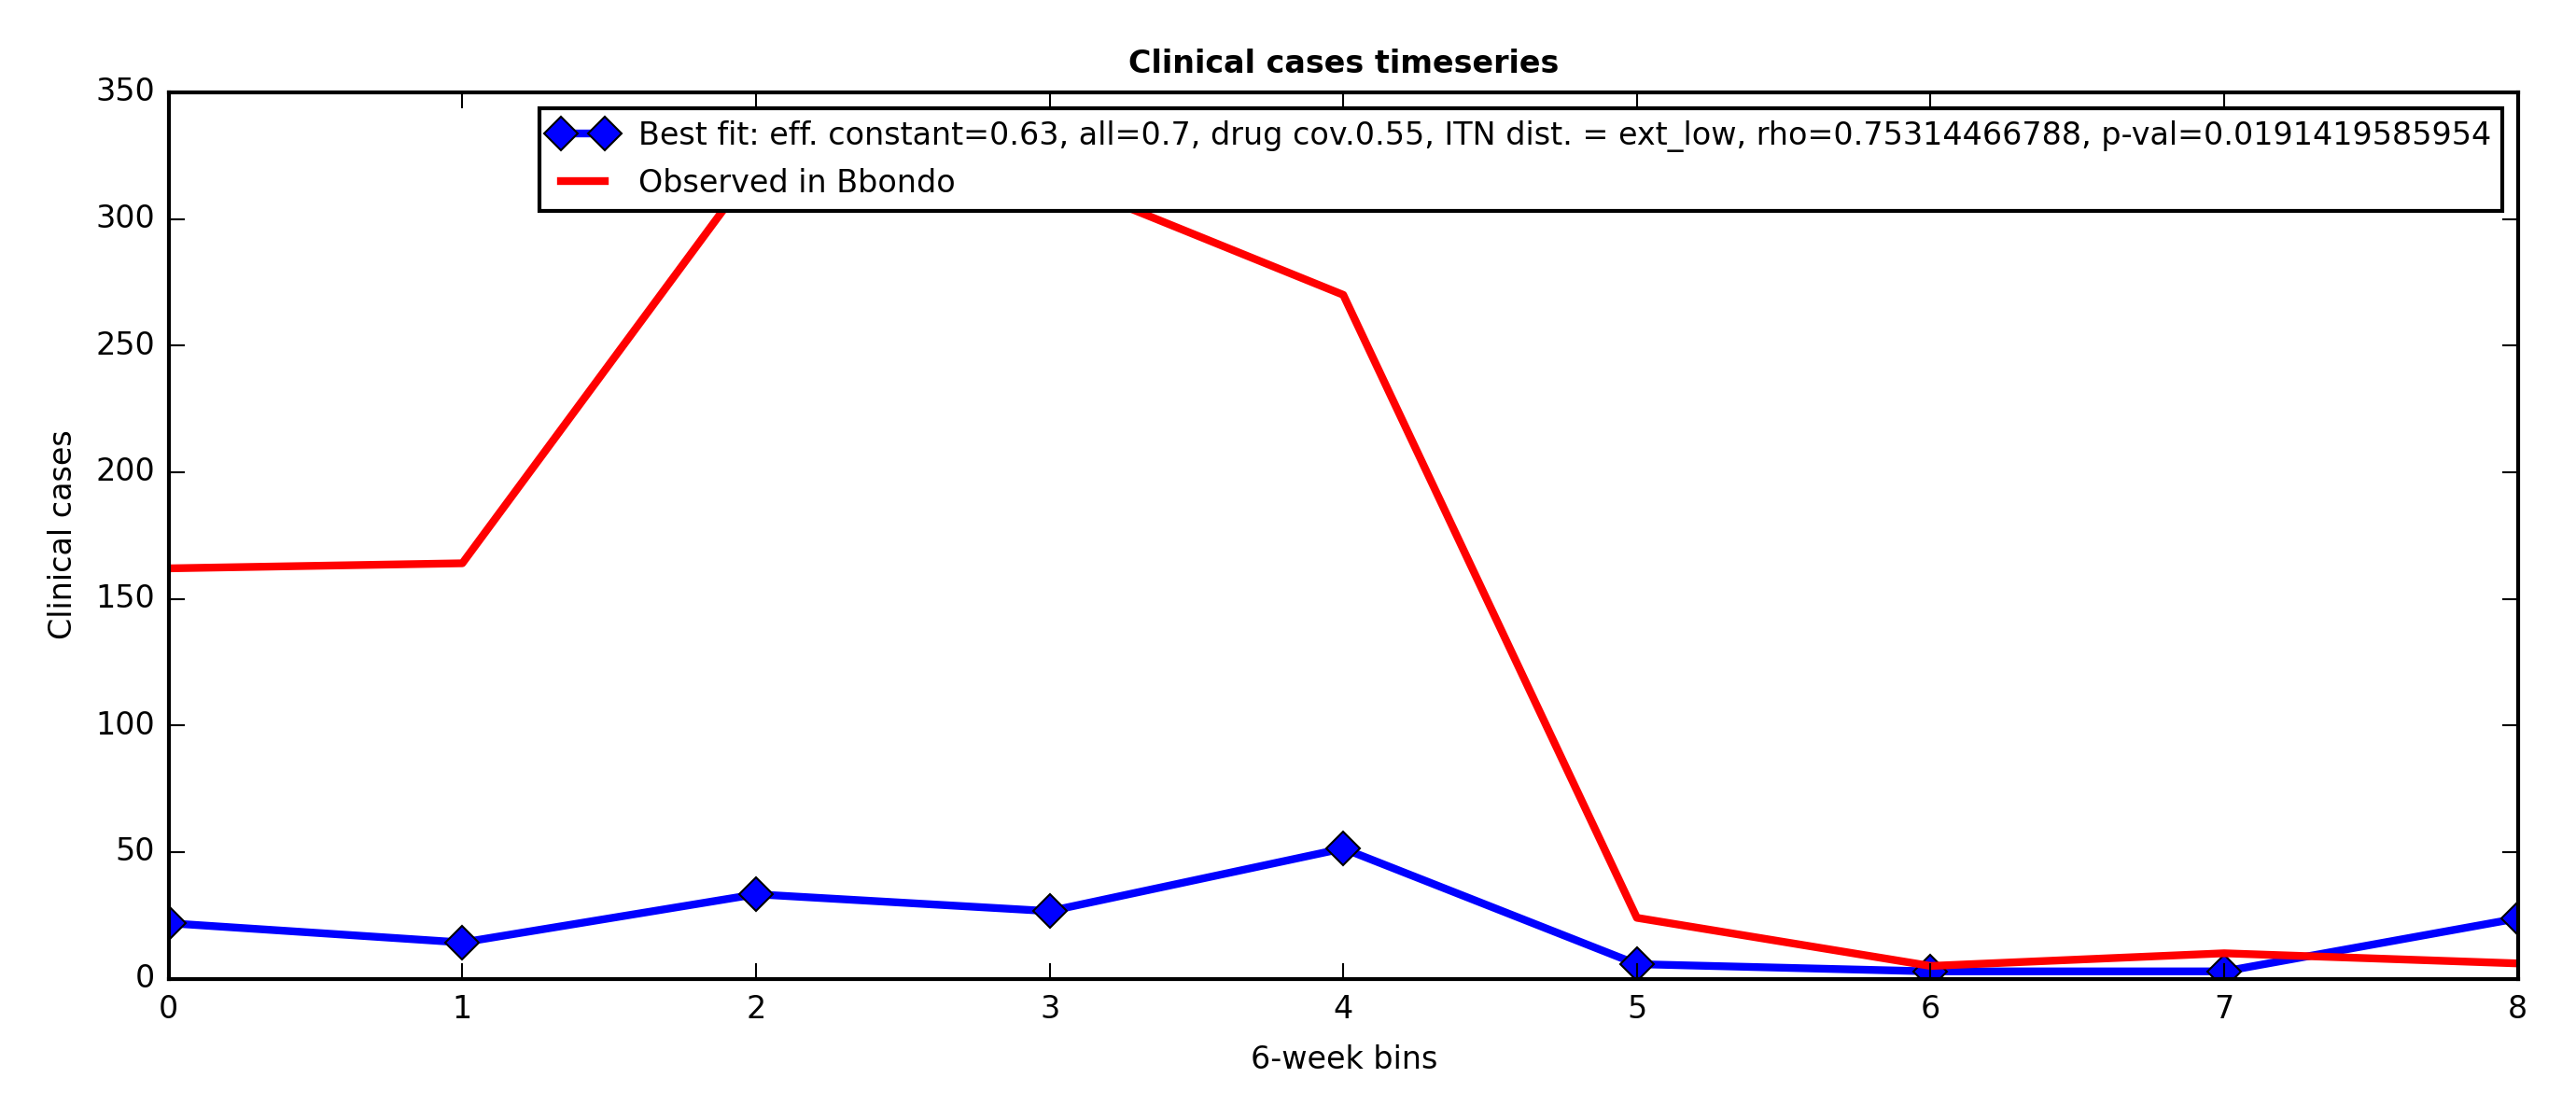 Clinical cases timeseries
Best fit: eff. constant=0.63, all=0.7, drug cov.0.55, ITN dist. = ext_low, rho=0.75314466788, p-val=0.0191419585954
Observed in Bbondo
350
300
250
200
150
100
50
0
Clinical cases
0 1 2 3 4 5 6 7 8
6-week bins